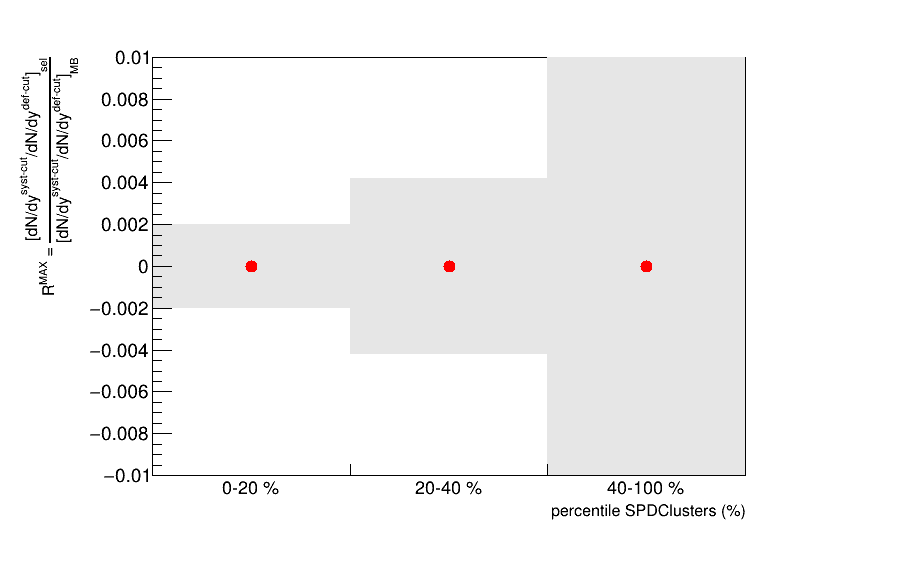 R^MAX = [dN/dy^syst-cut/dN/dy^def-cut]_sel
[dN/dy^syst-cut/dN/dy^def-cut]_MB
0.01
0.008
0.006
0.004
0.002
0
−0.002
−0.004
−0.006
−0.008
−0.01
0-20 % 20-40 % 40-100 %
percentile SPDClusters (%)